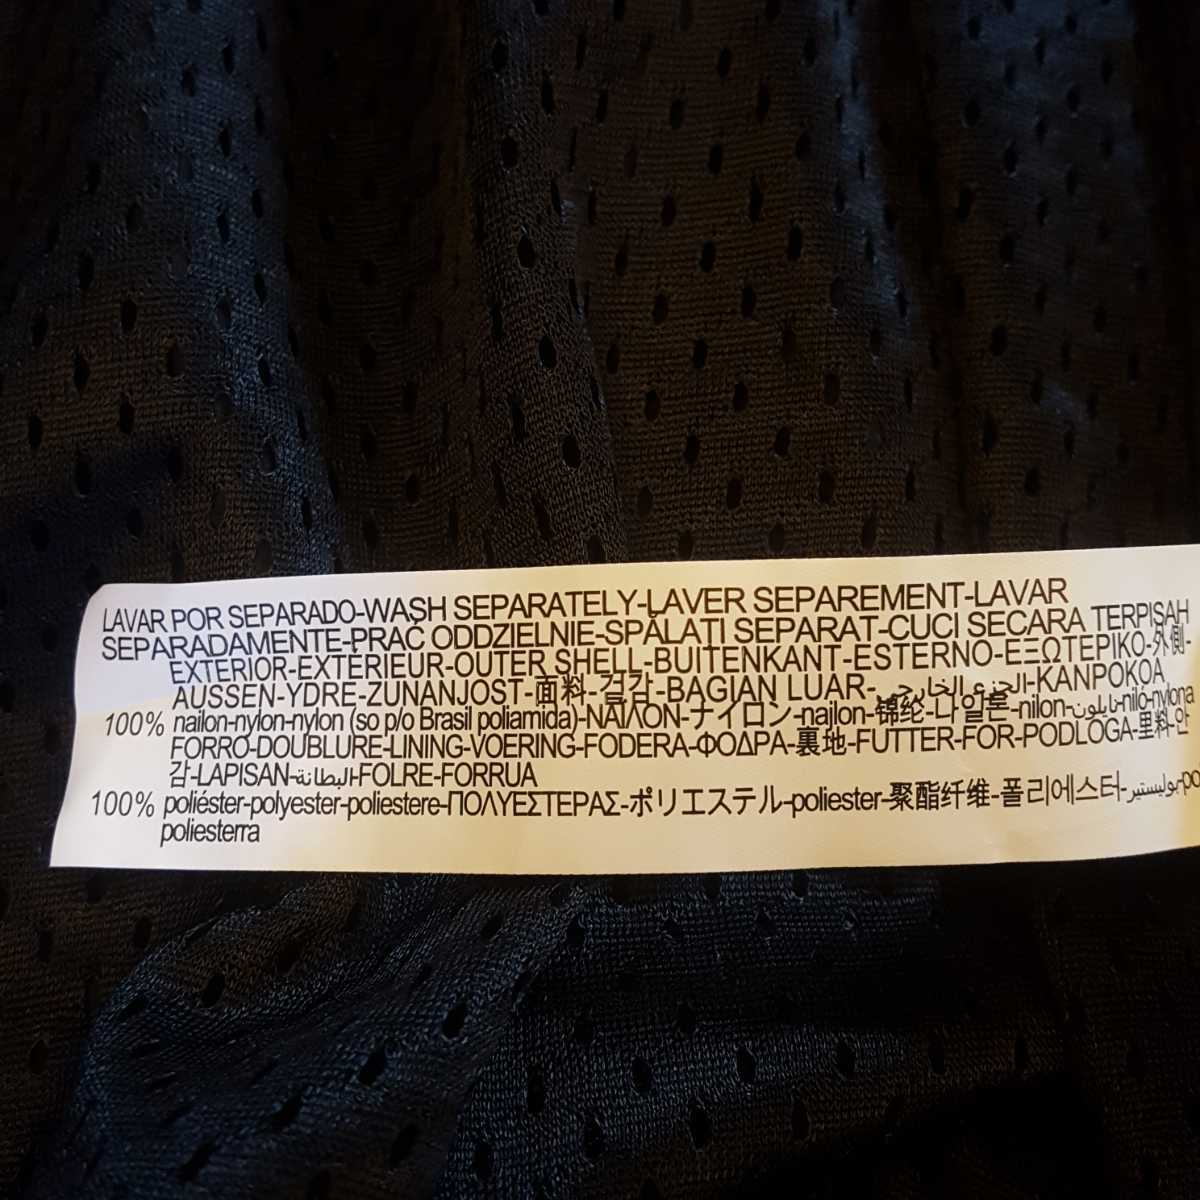 LAVAR POR SEPARADO-WASH SEPARATELY-LAVER SEPAREMENT-LAVAR
SEPARADAMENTE-PRAĆ ODDZIELNIE-SPĂLAȚI SEPARAT-CUCI SECARA TERPISAH
EXTERIOR-EXTÉRIEUR-OUTER SHELL-BUITENKANT-ESTERNO-ΕΞΩΤΕΡΙΚΟ-外側-
AUSSEN-YDRE-ZUNANJOST-面料-겉감-BAGIAN LUAR-الجزء الخارجي-KANPOKOA
100% nailon-nylon-nylon (so p/o Brasil poliamida)-ΝΑΪΛΟΝ-ナイロン-najlon-锦纶-나일론-nilon-نايلون-niló-nylona
FORRO-DOUBLURE-LINING-VOERING-FODERA-ΦΟΔΡΑ-裏地-FUTTER-FOR-PODLOGA-里料-안
감-LAPISAN-البطانة-FOLRE-FORRUA
100% poliéster-polyester-poliestere-ΠΟΛΥΕΣΤΕΡΑΣ-ポリエステル-poliester-聚酯纤维-폴리에스터-بوليستير-po
poliesterra